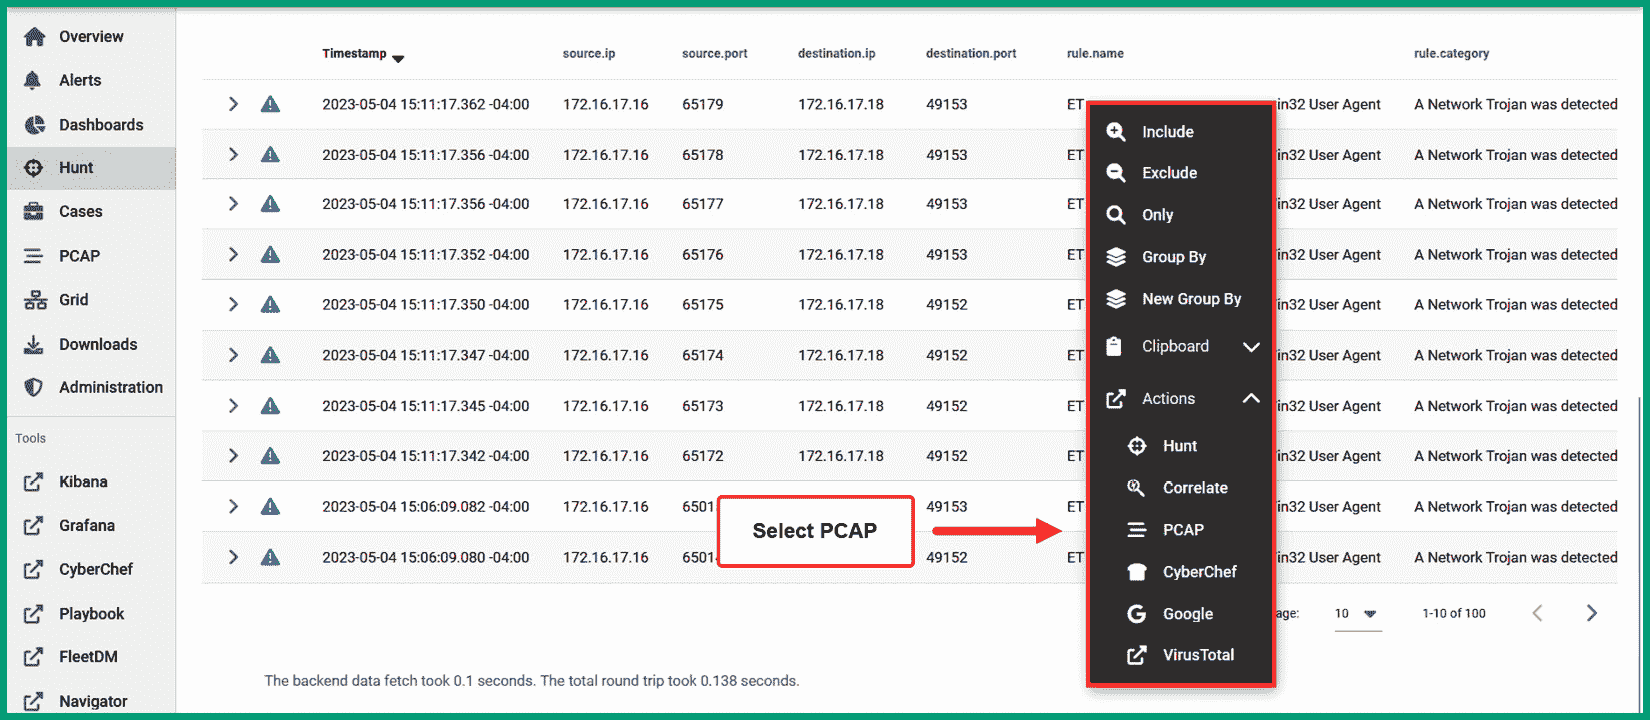 Overview
Alerts
Dashboards
Hunt
Cases
PCAP
Grid
Downloads
Administration
Tools
Kibana
Grafana
CyberChef
Playbook
FleetDM
Navigator
Timestamp source.ip source.port destination.ip destination.port rule.name rule.category
2023-05-04 15:11:17.362 -04:00 172.16.17.16 65179 172.16.17.18 49153 ET in32 User Agent A Network Trojan was detected
2023-05-04 15:11:17.356 -04:00 172.16.17.16 65178 172.16.17.18 49153 ET in32 User Agent A Network Trojan was detected
2023-05-04 15:11:17.356 -04:00 172.16.17.16 65177 172.16.17.18 49153 ET in32 User Agent A Network Trojan was detected
2023-05-04 15:11:17.352 -04:00 172.16.17.16 65176 172.16.17.18 49153 ET in32 User Agent A Network Trojan was detected
2023-05-04 15:11:17.350 -04:00 172.16.17.16 65175 172.16.17.18 49152 ET in32 User Agent A Network Trojan was detected
2023-05-04 15:11:17.347 -04:00 172.16.17.16 65174 172.16.17.18 49152 ET in32 User Agent A Network Trojan was detected
2023-05-04 15:11:17.345 -04:00 172.16.17.16 65173 172.16.17.18 49152 ET in32 User Agent A Network Trojan was detected
2023-05-04 15:11:17.342 -04:00 172.16.17.16 65172 172.16.17.18 49152 ET in32 User Agent A Network Trojan was detected
2023-05-04 15:06:09.082 -04:00 172.16.17.16 49153 ET in32 User Agent A Network Trojan was detected
2023-05-04 15:06:09.080 -04:00 172.16.17.16 49152 ET in32 User Agent A Network Trojan was detected
Select PCAP
Include
Exclude
Only
Group By
New Group By
Clipboard
Actions
Hunt
Correlate
PCAP
CyberChef
Google
VirusTotal
age: 10 1-10 of 100
The backend data fetch took 0.1 seconds. The total round trip took 0.138 seconds.